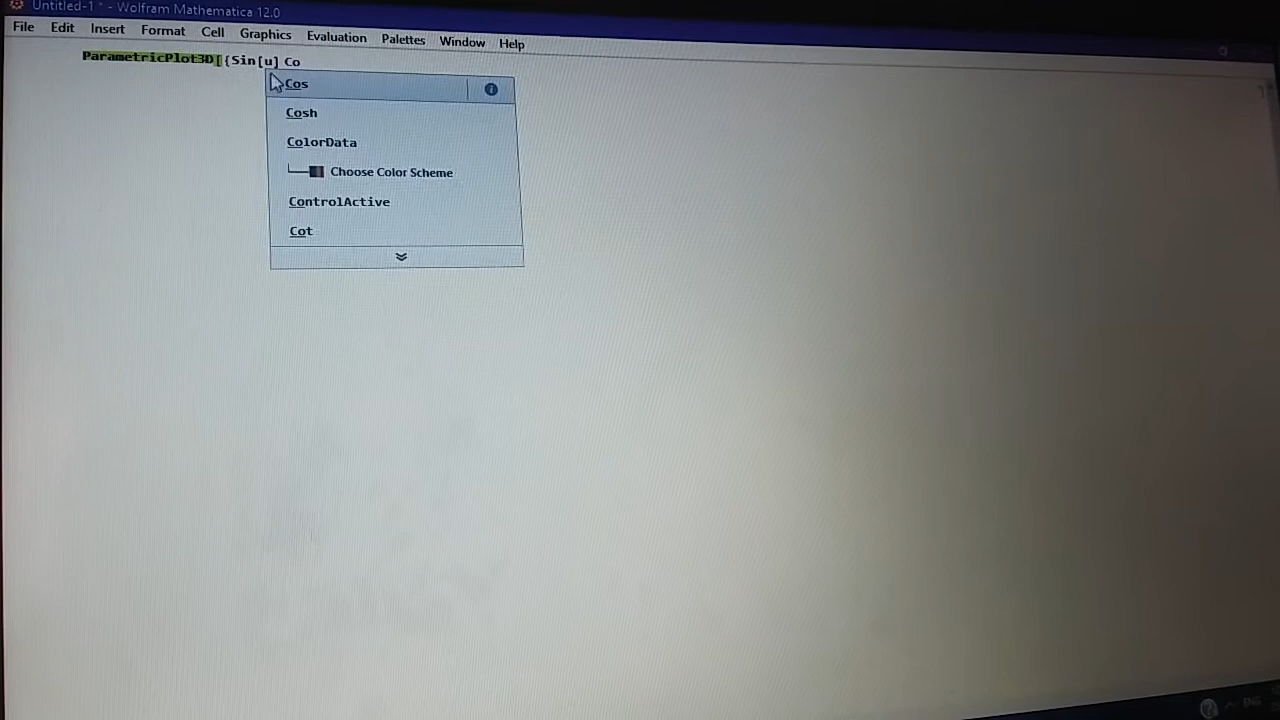 Untitled-1 * - Wolfram Mathematica 12.0
File Edit Insert Format Cell Graphics Evaluation Palettes Window Help
ParametricPlot3D[{Sin[u] Co
Cos
Cosh
ColorData
Choose Color Scheme
ControlActive
Cot
ENG